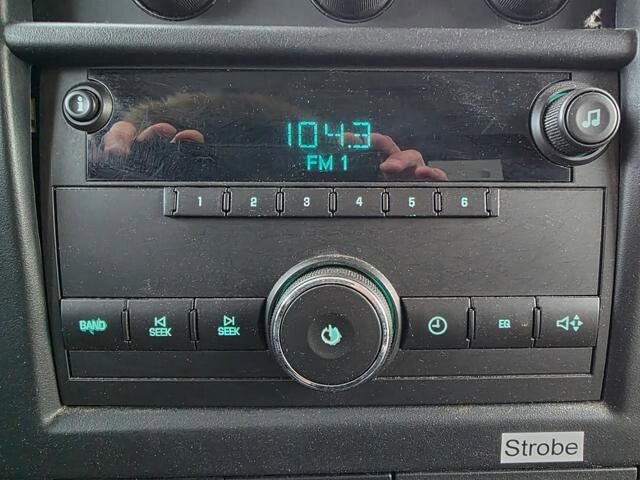 i
104.3
FM 1
1 2 3 4 5 6
BAND SEEK SEEK EQ
Strobe